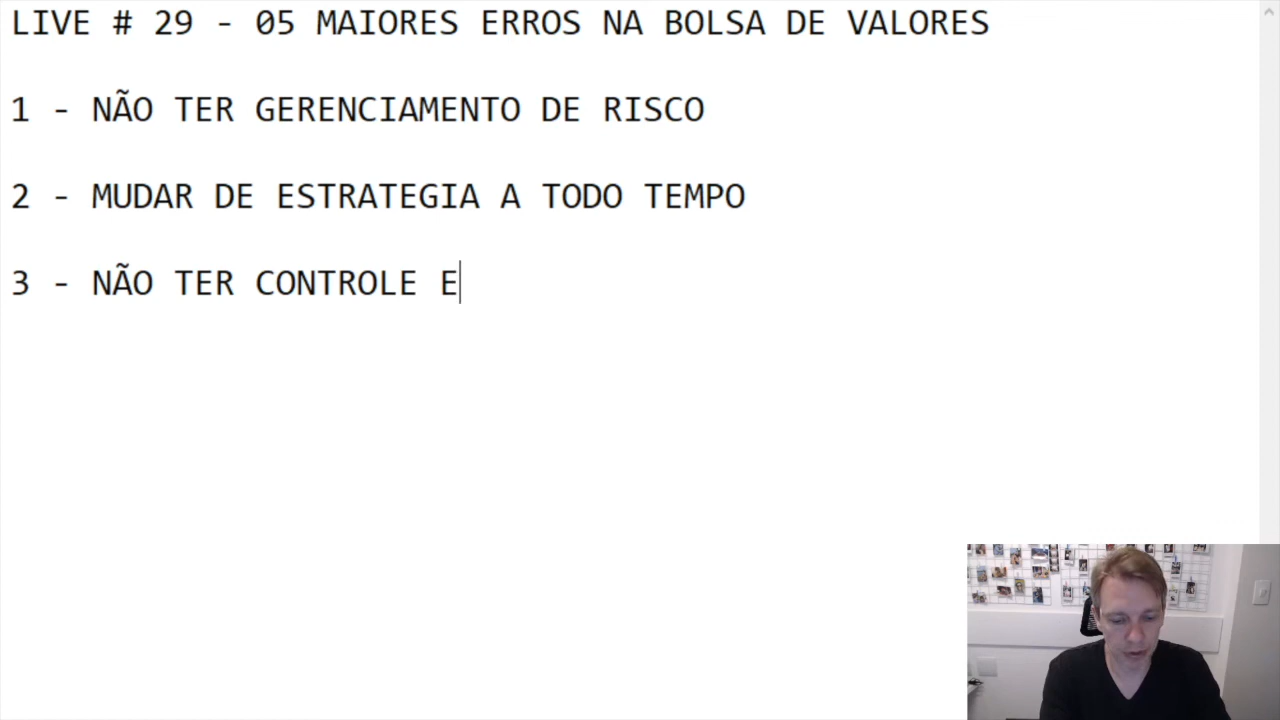 LIVE # 29 - 05 MAIORES ERROS NA BOLSA DE VALORES
1 - NÃO TER GERENCIAMENTO DE RISCO
2 - MUDAR DE ESTRATEGIA A TODO TEMPO
3 - NÃO TER CONTROLE E